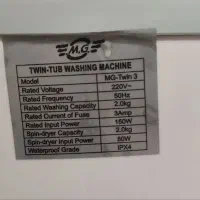 M.G.
TWIN-TUB WASHING MACHINE
Model MG-Twin 3
Rated Voltage 220V~
Rated Frequency 50Hz
Rated Washing Capacity 2.0kg
Rated Current of Fuse 3Amp
Rated Input Power 150W
Spin-dryer Capacity 2.0kg
Spin-dryer Input Power 80W
Waterproof Grade IPX4